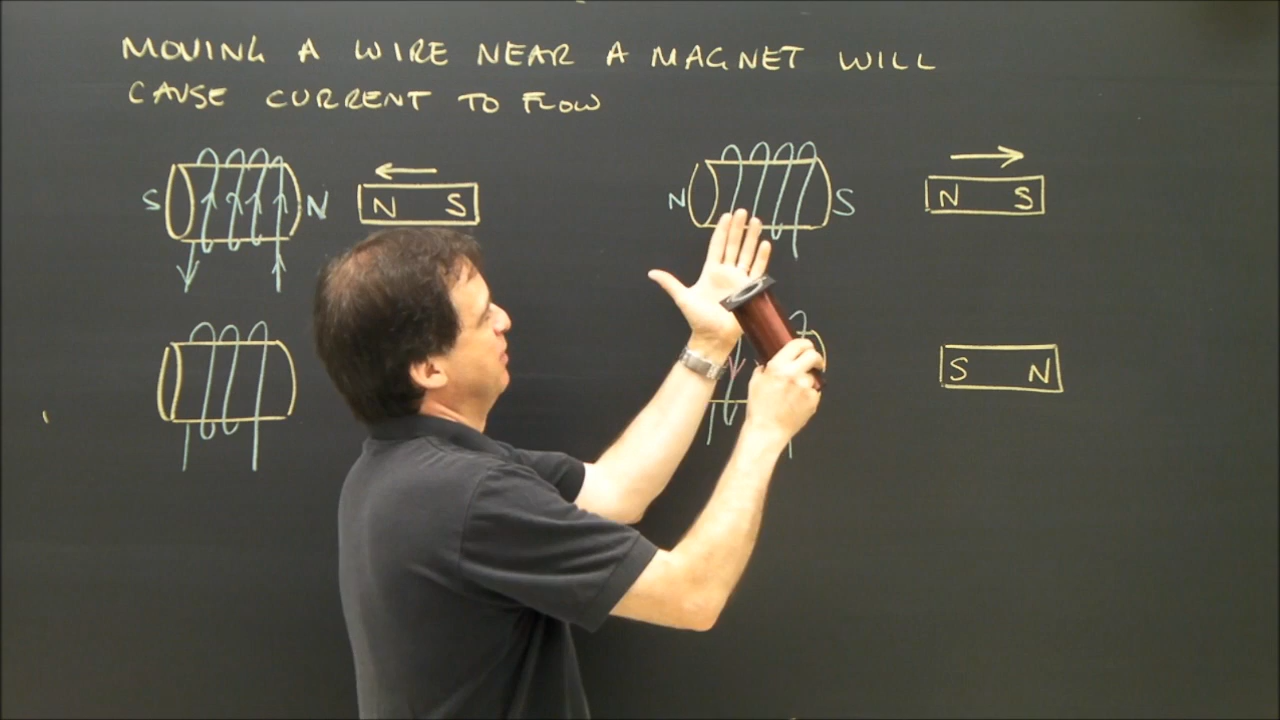 MOVING A WIRE NEAR A MAGNET WILL
CAUSE CURRENT TO FLOW
S N
N S
N S
N S
S N